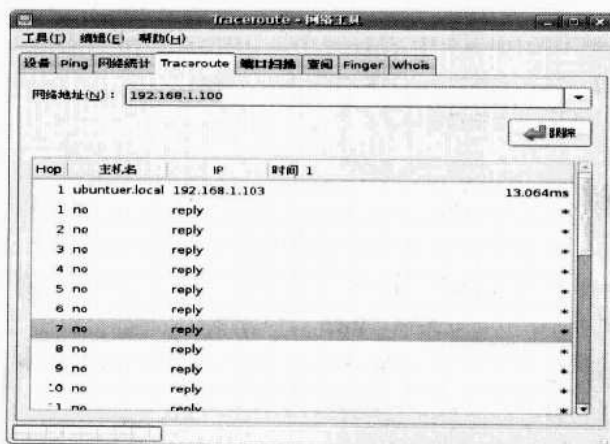 Traceroute - 网络工具
工具(T) 编辑(E) 帮助(H)
设备 Ping 网络统计 Traceroute 端口扫描 查阅 Finger Whois
网络地址(N): 192.168.1.100
跟踪
Hop 主机名 IP 时间 1
1 ubuntuer.local 192.168.1.103 13.064ms
1 no reply *
2 no reply *
3 no reply *
4 no reply *
5 no reply *
6 no reply *
7 no reply *
8 no reply *
9 no reply *
10 no reply *
11 no reply *